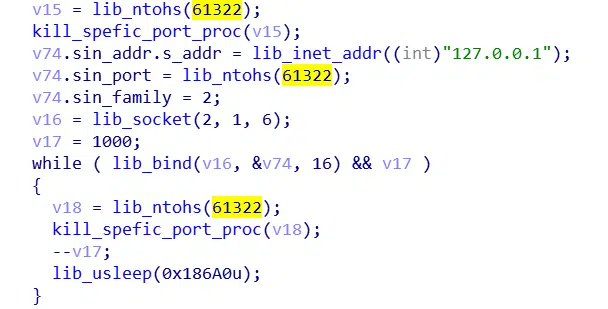 v15 = lib_ntohs(61322);
kill_spefic_port_proc(v15);
v74.sin_addr.s_addr = lib_inet_addr((int)"127.0.0.1");
v74.sin_port = lib_ntohs(61322);
v74.sin_family = 2;
v16 = lib_socket(2, 1, 6);
v17 = 1000;
while ( lib_bind(v16, &v74, 16) && v17 )
{
  v18 = lib_ntohs(61322);
  kill_spefic_port_proc(v18);
  --v17;
  lib_usleep(0x186A0u);
}